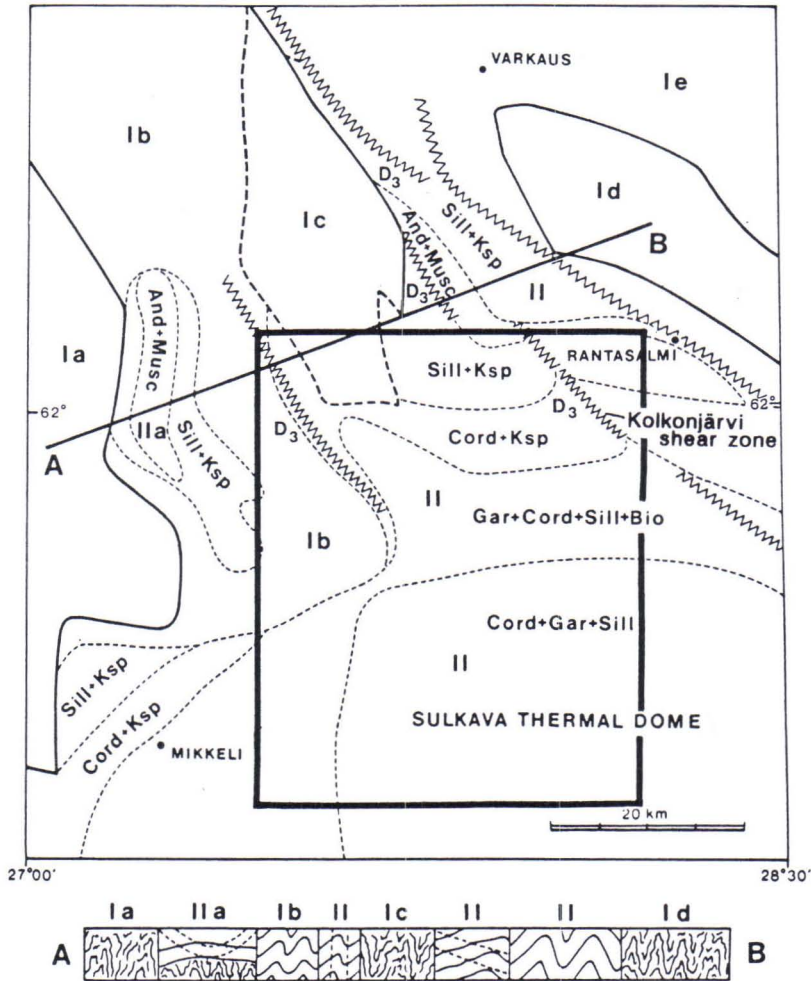 VARKAUS
Ie
Ib
Id
D3
Ic
And+Musc
Sill+Ksp
B
D3
II
And+Musc
Ia
RANTASALMI
Sill+Ksp
62°
62°
D3
D3
Kolkonjärvi
shear zone
IIa
Sill+Ksp
A
Cord+Ksp
II
Gar+Cord+Sill+Bio
Ib
Cord+Gar+Sill
II
Sill+Ksp
SULKAVA THERMAL DOME
Cord+Ksp
MIKKELI
20 km
27°00'
28°30'
Ia IIa Ib II Ic II II Id
A B